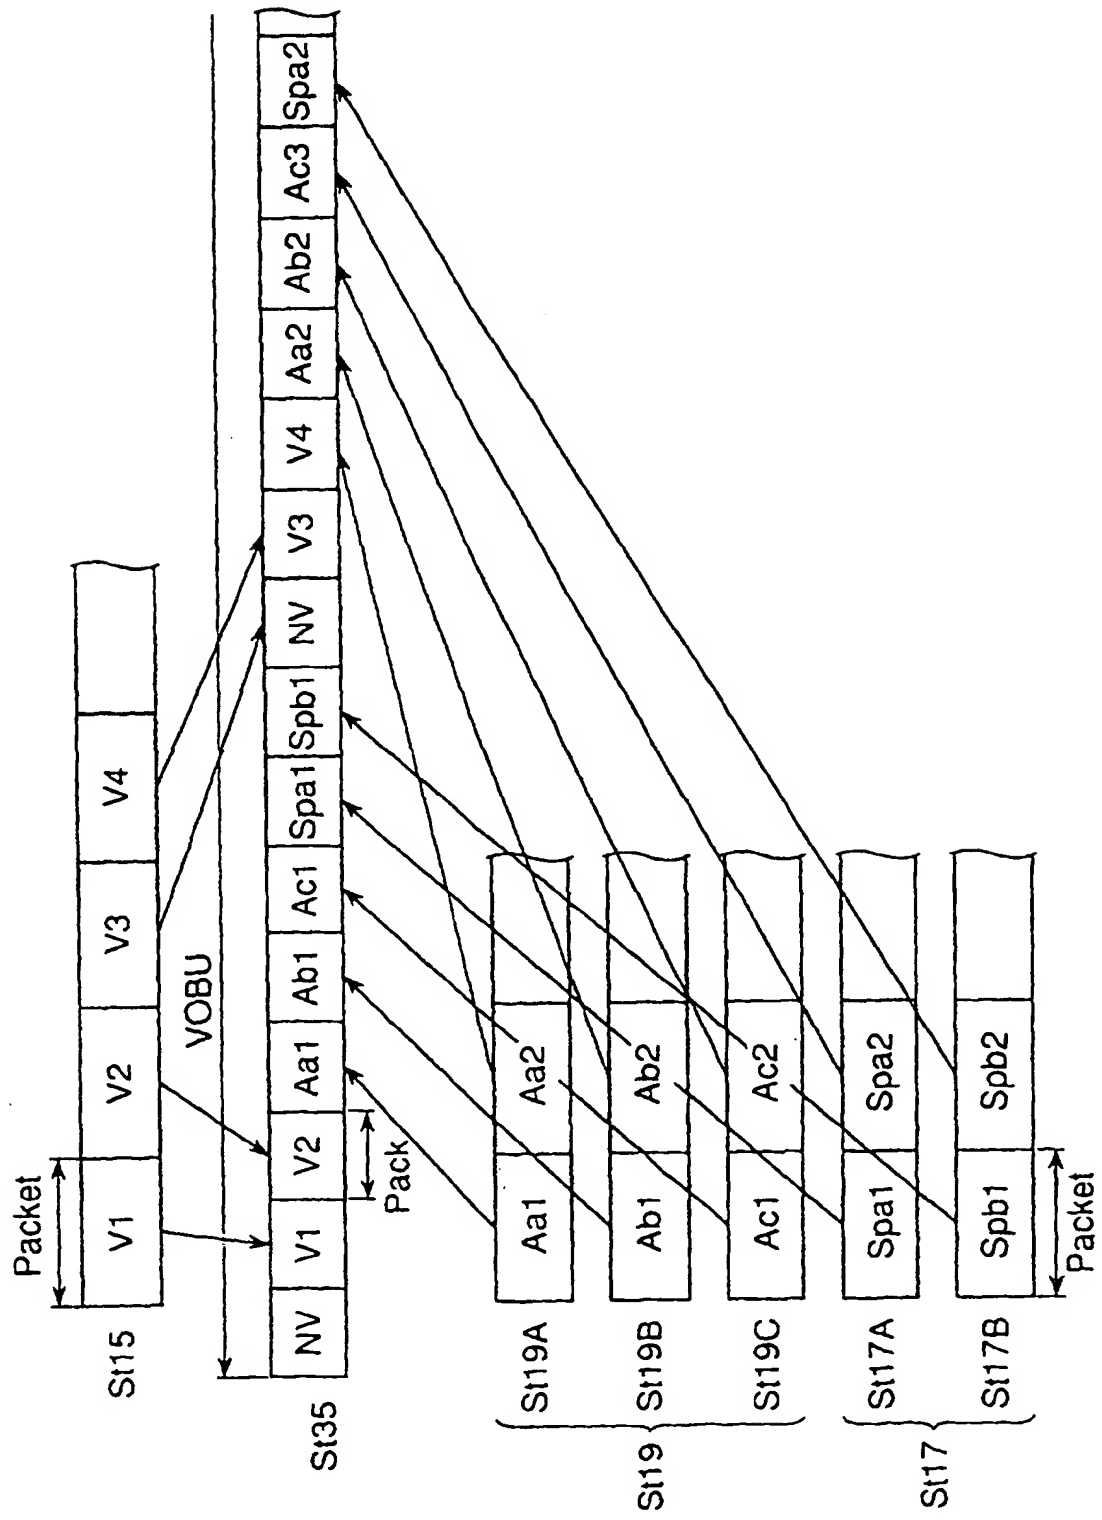 Packet
St15 V1 V2 V3 V4
VOBU
St35 NV V1 V2 Aa1 Ab1 Ac1 Spa1 Spb1 NV V3 V4 Aa2 Ab2 Ac3 Spa2
Pack
St19
St19A Aa1 Aa2
St19B Ab1 Ab2
St19C Ac1 Ac2
St17
St17A Spa1 Spa2
St17B Spb1 Spb2
Packet